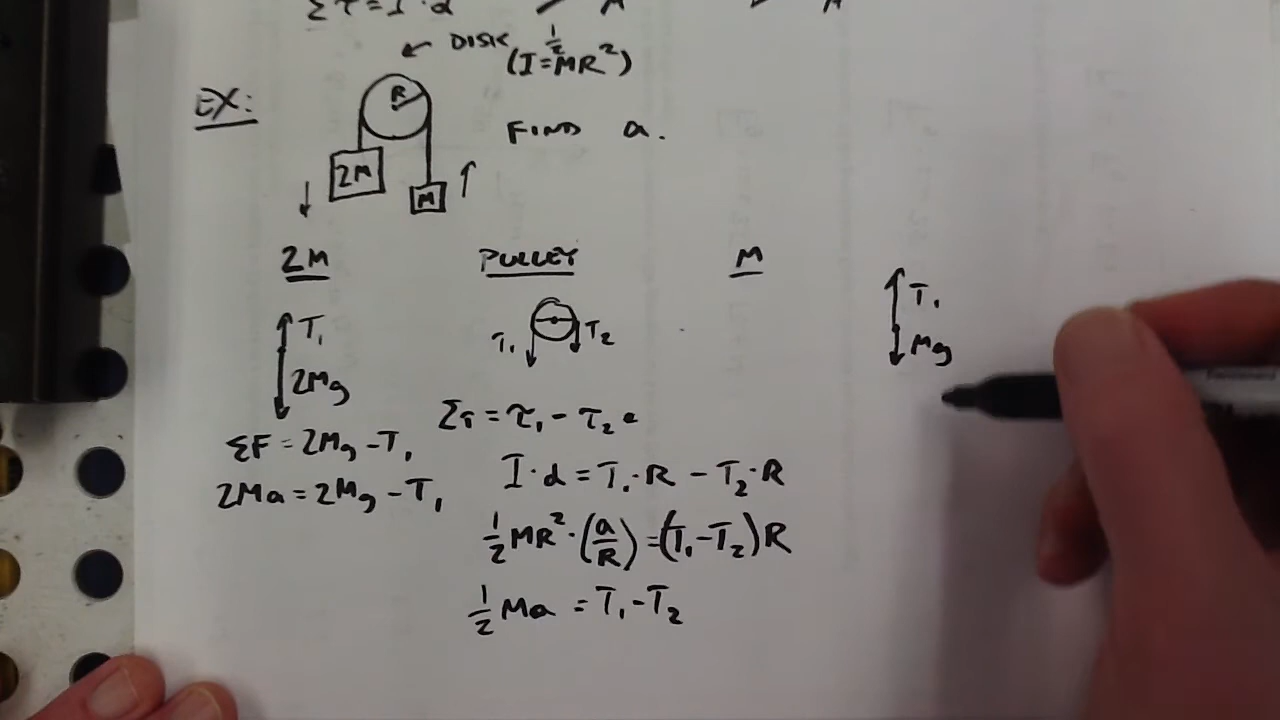 Στ = I·α
DISK (I=½MR²)
EX:
R
FIND a.
2M
M
2M PULLEY M
T₁
2Mg
T₁ T₂
T₁
Mg
ΣF = 2Mg - T₁
2Ma = 2Mg - T₁
Στ = τ₁ - τ₂
I·α = T₁·R - T₂·R
½MR²·(a/R) = (T₁-T₂)R
½Ma = T₁-T₂